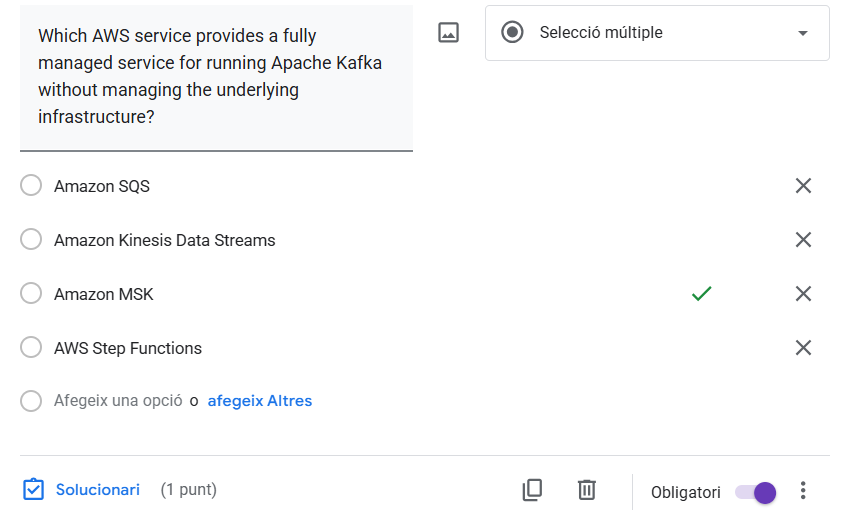 Which AWS service provides a fully
managed service for running Apache Kafka
without managing the underlying
infrastructure?
Selecció múltiple
Amazon SQS
Amazon Kinesis Data Streams
Amazon MSK
AWS Step Functions
Afegeix una opció o afegeix Altres
Solucionari (1 punt)
Obligatori